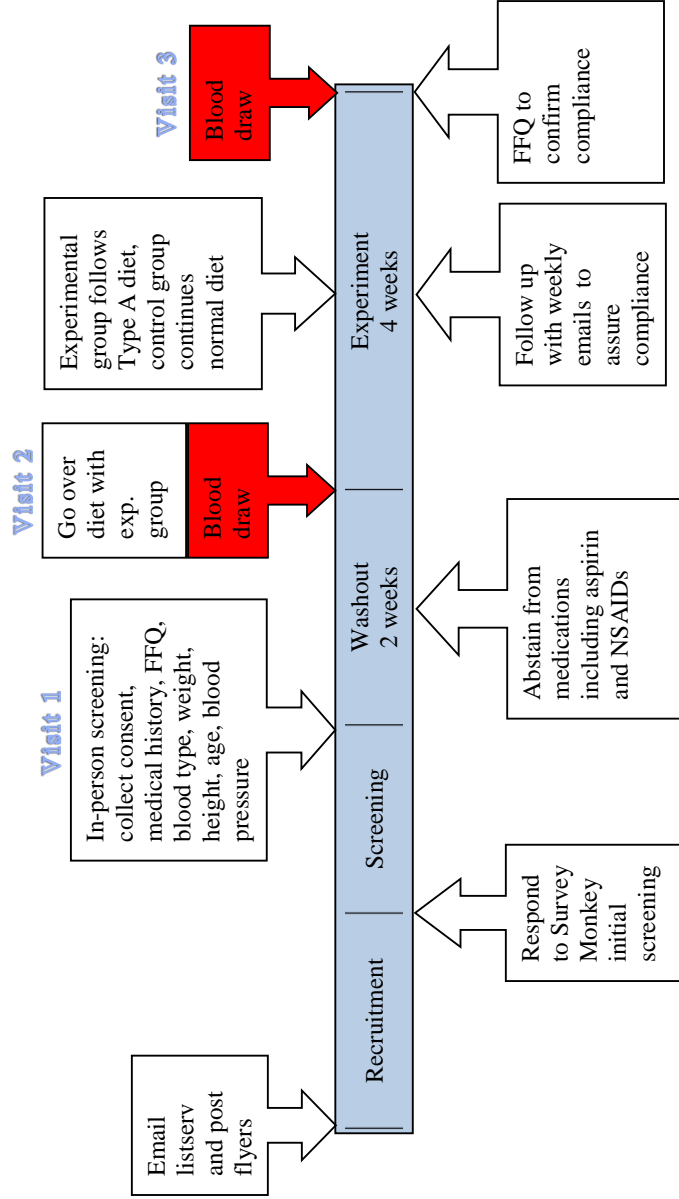 Visit 1
Visit 2
Visit 3
Email
listserv
and post
flyers
In-person screening:
collect consent,
medical history, FFQ,
blood type, weight,
height, age, blood
pressure
Go over
diet with
exp.
group
Blood
draw
Experimental
group follows
Type A diet,
control group
continues
normal diet
Blood
draw
Recruitment
Screening
Washout
2 weeks
Experiment
4 weeks
Respond
to Survey
Monkey
initial
screening
Abstain from
medications
including aspirin
and NSAIDs
Follow up
with weekly
emails to
assure
compliance
FFQ to
confirm
compliance